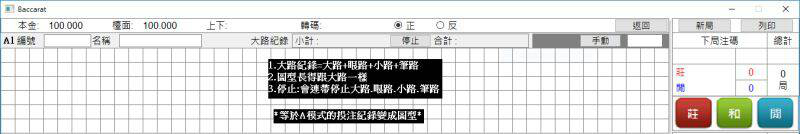 Baccarat
本金: 100.000 檯面: 100.000 上下: 轉碼: 正 反 返回 新局 列印
A1 編號 名稱 大路紀錄 小計: 停止 合計: 手動 下局注碼 總計
1.大路紀錄=大路+眼路+小路+筆路
2.圖型長得跟大路一樣
3.停止:會連帶停止大路.眼路.小路.筆路
莊 0
閒 0
0
局
*等於A模式的投注紀錄變成圖型*
莊 和 閒